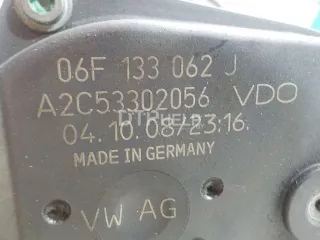 06F 133 062 J
A2C53302056 VDO
04.10.08/23:16.
MADE IN GERMANY
VW AG